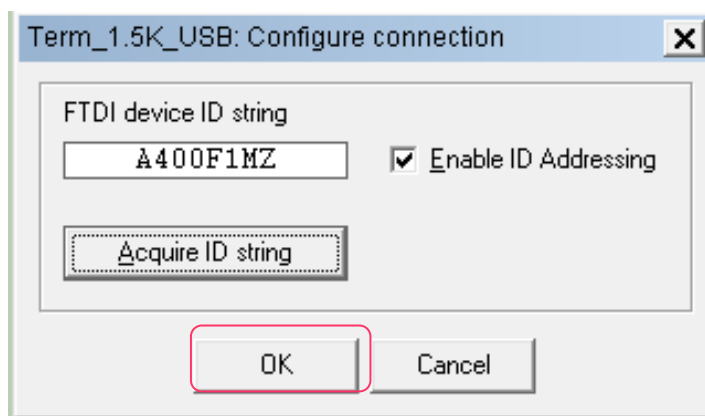 Term_1.5K_USB: Configure connection
FTDI device ID string
A400F1MZ
Enable ID Addressing
Acquire ID string
OK
Cancel